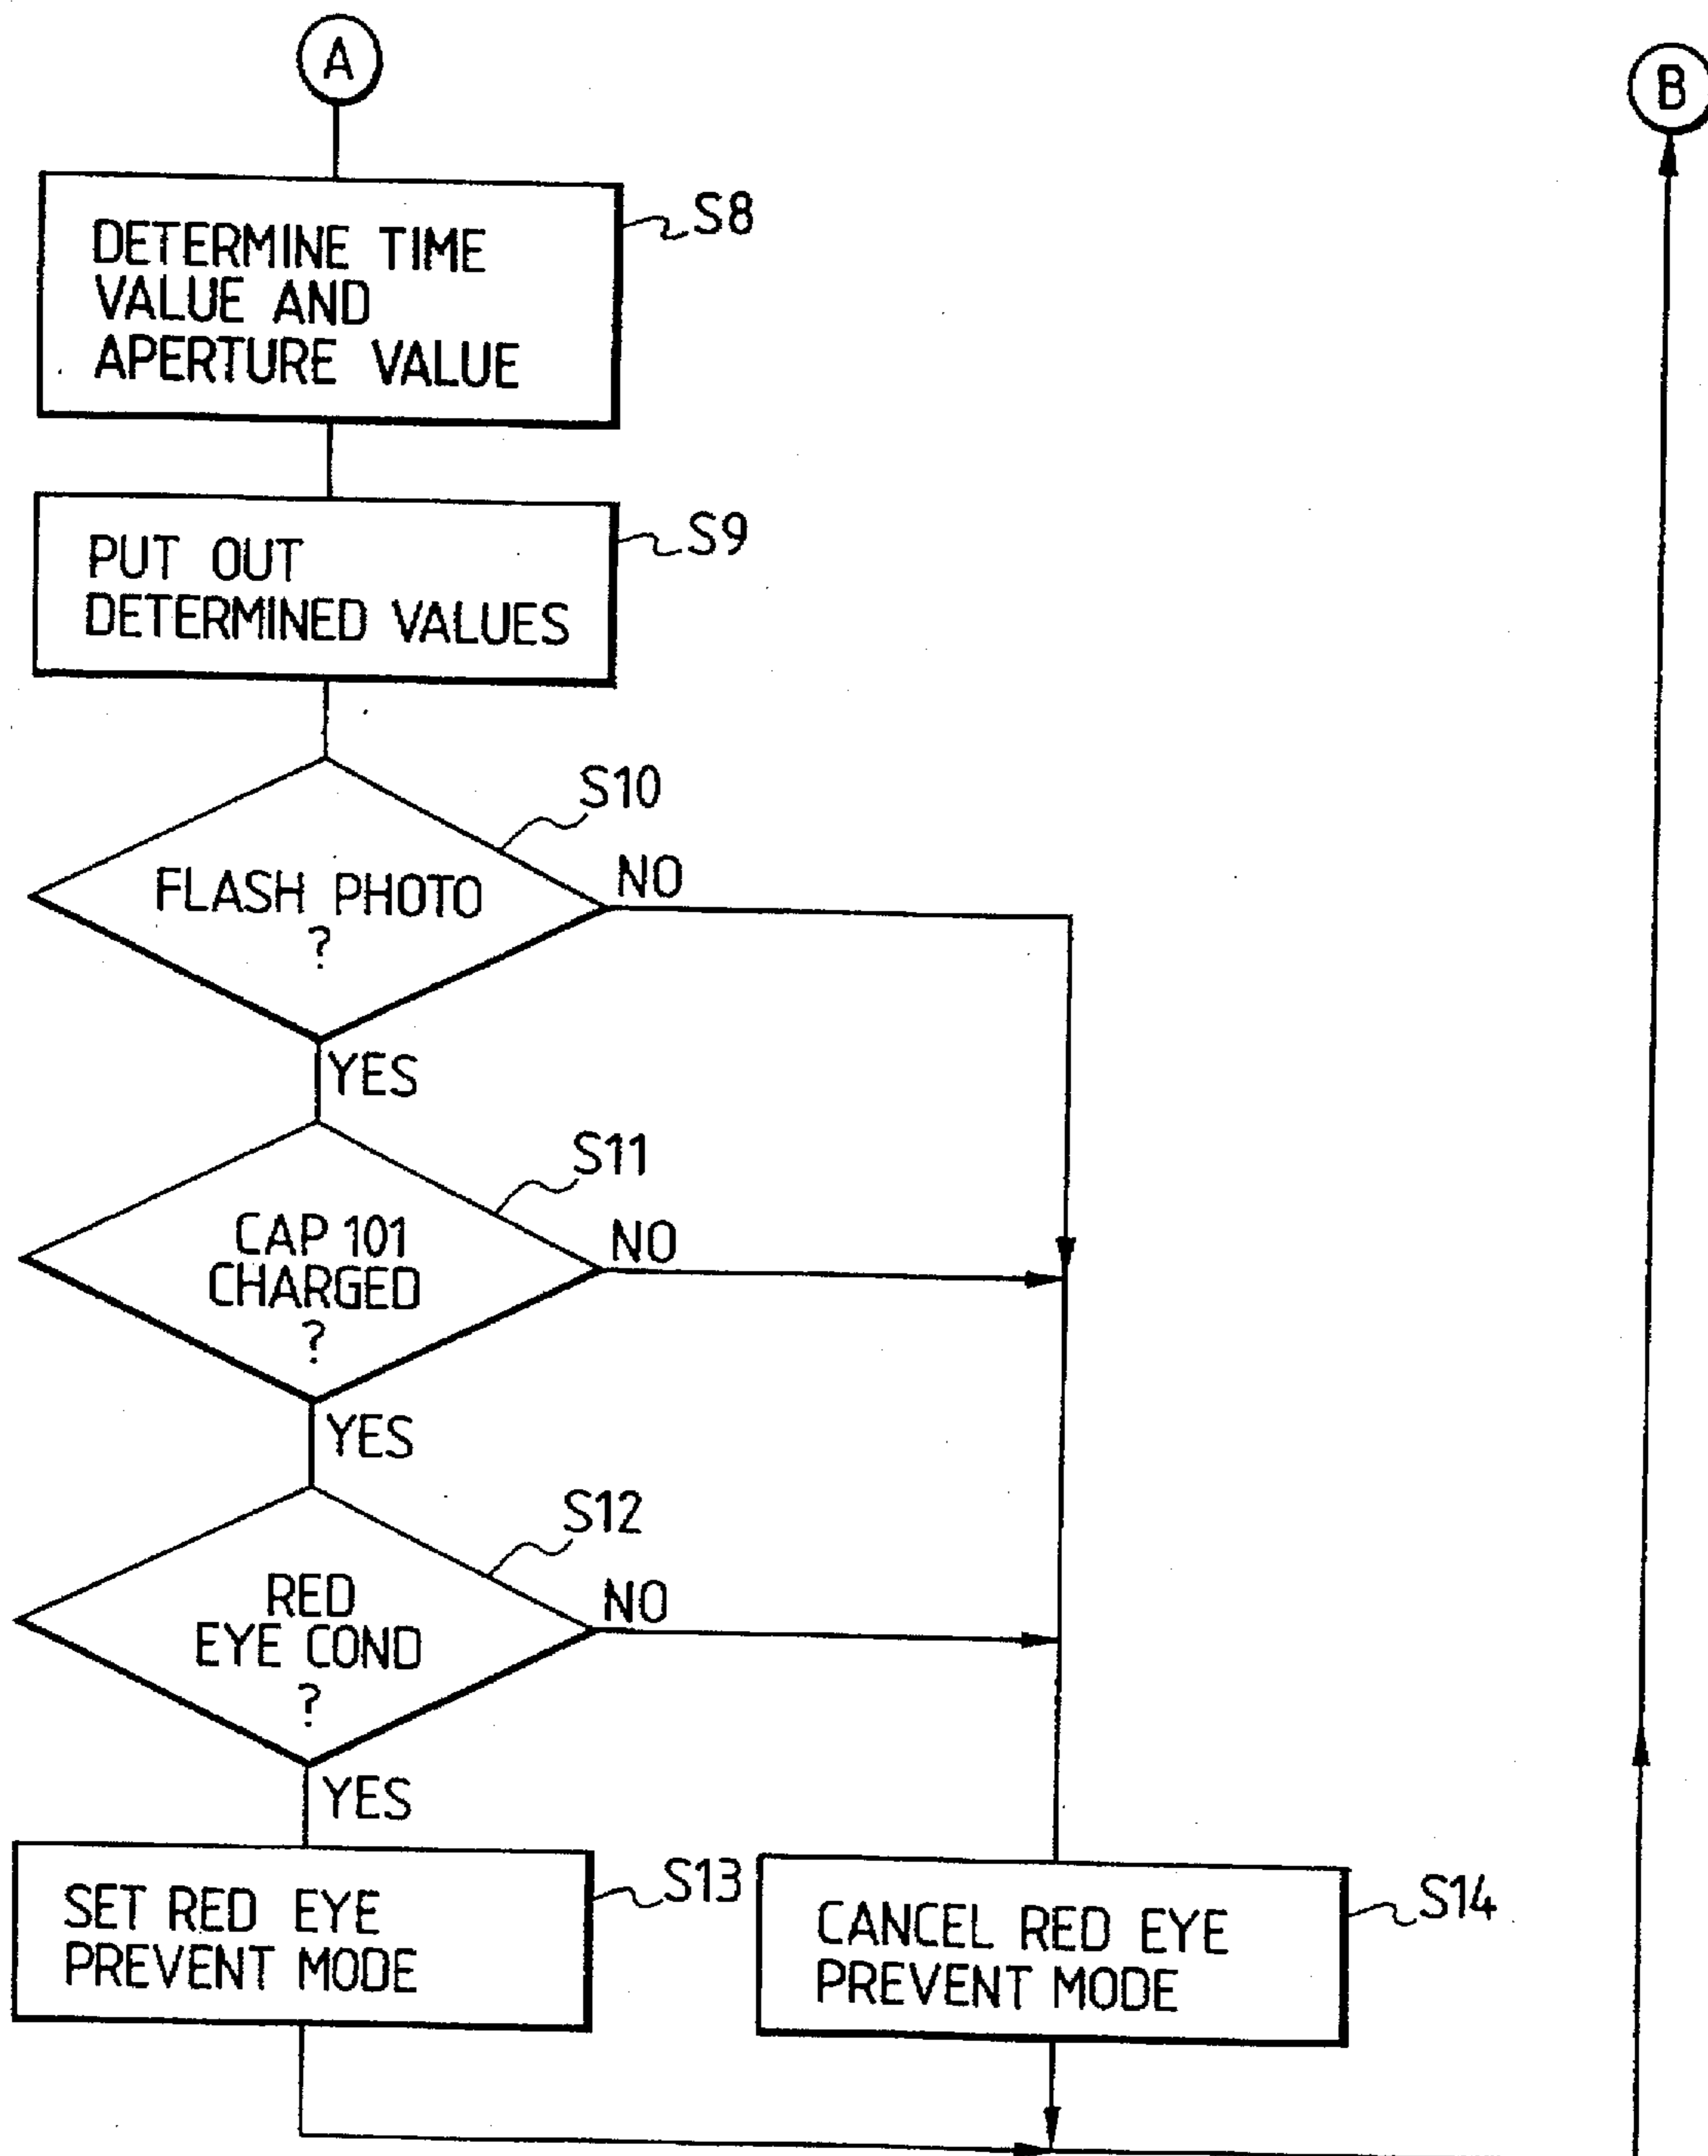 A
B
DETERMINE TIME
VALUE AND
APERTURE VALUE
S8
PUT OUT
DETERMINED VALUES
S9
S10
FLASH PHOTO
?
NO
YES
S11
CAP 101
CHARGED
?
NO
YES
S12
RED
EYE COND
?
NO
YES
SET RED EYE
PREVENT MODE
S13
CANCEL RED EYE
PREVENT MODE
S14